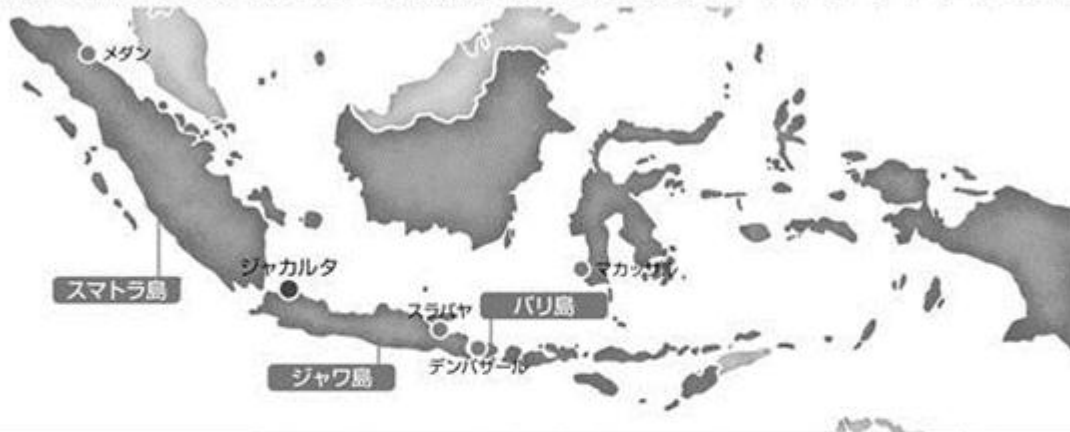 メダン
スマトラ島
ジャカルタ
ジャワ島
スラバヤ
デンパサール
バリ島
マカッサル